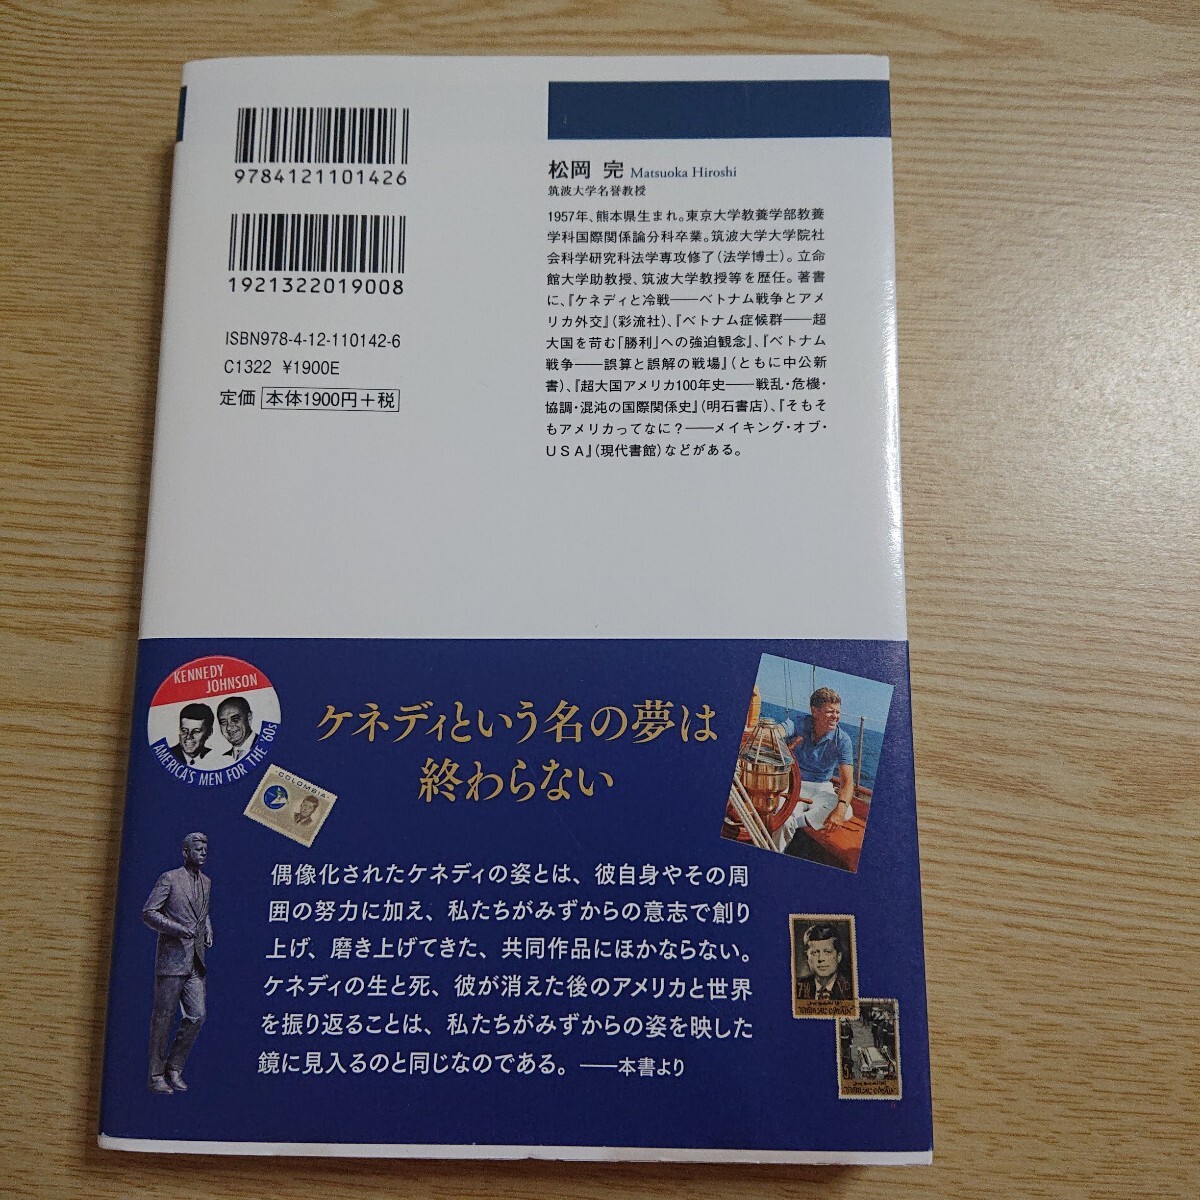 9784121101426
1921322019008
ISBN978-4-12-110142-6
C1322 ¥1900E
定価 本体1900円+税
松岡 完 Matsuoka Hiroshi
筑波大学名誉教授
1957年、熊本県生まれ。東京大学教養学部教養
学科国際関係論分科卒業。筑波大学大学院社
会科学研究科法学専攻修了(法学博士)。立命
館大学助教授、筑波大学教授等を歴任。著書
に、『ケネディと冷戦――ベトナム戦争とアメ
リカ外交』(彩流社)、『ベトナム症候群――超
大国を苛む「勝利」への強迫観念』、『ベトナム
戦争――誤算と誤解の戦場』(ともに中公新
書)、『超大国アメリカ100年史――戦乱・危機・
協調・混沌の国際関係史』(明石書店)、『そもそ
もアメリカってなに?――メイキング・オブ・
USA』(現代書館)などがある。
KENNEDY
JOHNSON
AMERICA'S MEN FOR THE '60s
COLOMBIA
ケネディという名の夢は
終わらない
偶像化されたケネディの姿とは、彼自身やその周
囲の努力に加え、私たちがみずからの意志で創り
上げ、磨き上げてきた、共同作品にほかならない。
ケネディの生と死、彼が消えた後のアメリカと世界
を振り返ることは、私たちがみずからの姿を映した
鏡に見入るのと同じなのである。――本書より